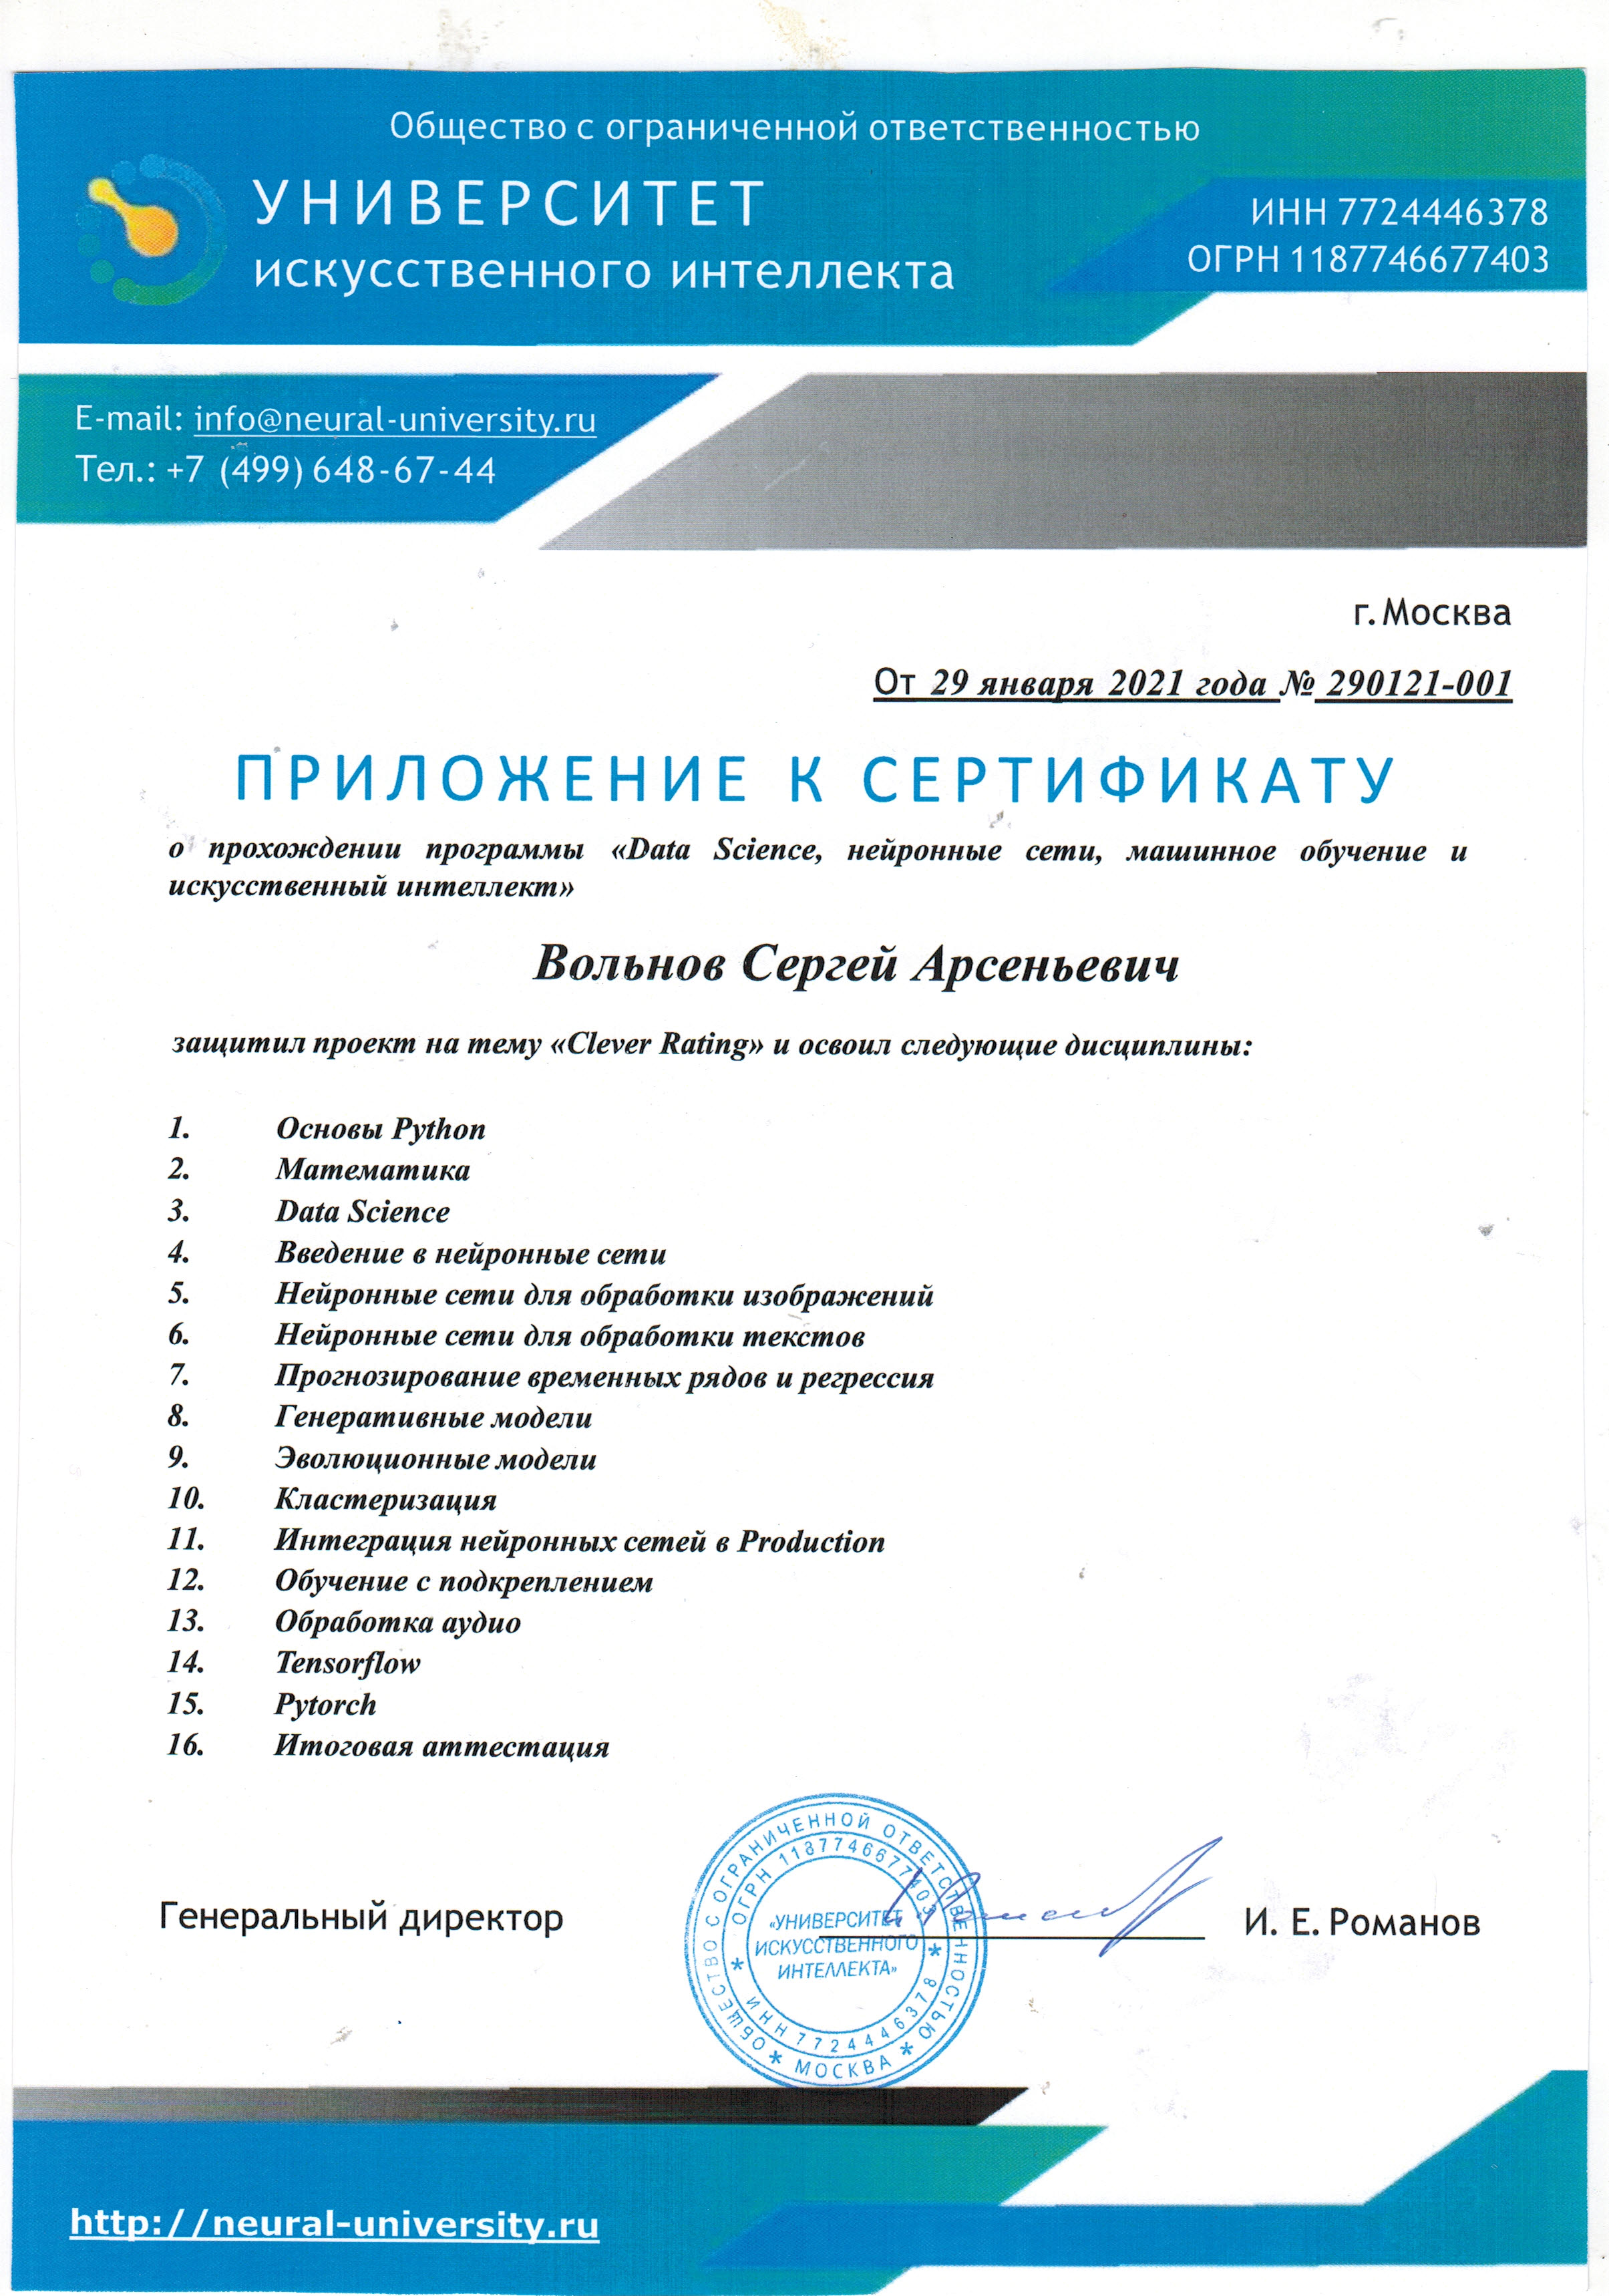 Общество с ограниченной ответственностью
УНИВЕРСИТЕТ
искусственного интеллекта
ИНН 7724446378
ОГРН 1187746677403
E-mail: info@neural-university.ru
Тел.: +7 (499) 648-67-44
г. Москва
От 29 января 2021 года № 290121-001
ПРИЛОЖЕНИЕ К СЕРТИФИКАТУ
о прохождении программы «Data Science, нейронные сети, машинное обучение и
искусственный интеллект»
Вольнов Сергей Арсеньевич
защитил проект на тему «Clever Rating» и освоил следующие дисциплины:
1. Основы Python
2. Математика
3. Data Science
4. Введение в нейронные сети
5. Нейронные сети для обработки изображений
6. Нейронные сети для обработки текстов
7. Прогнозирование временных рядов и регрессия
8. Генеративные модели
9. Эволюционные модели
10. Кластеризация
11. Интеграция нейронных сетей в Production
12. Обучение с подкреплением
13. Обработка аудио
14. Tensorflow
15. Pytorch
16. Итоговая аттестация
Генеральный директор
И. Е. Романов
ОБЩЕСТВО С ОГРАНИЧЕННОЙ ОТВЕТСТВЕННОСТЬЮ
* МОСКВА *
ОГРН 1187746677403
* ИНН 7724446378 *
«УНИВЕРСИТЕТ
ИСКУССТВЕННОГО
ИНТЕЛЛЕКТА»
http://neural-university.ru